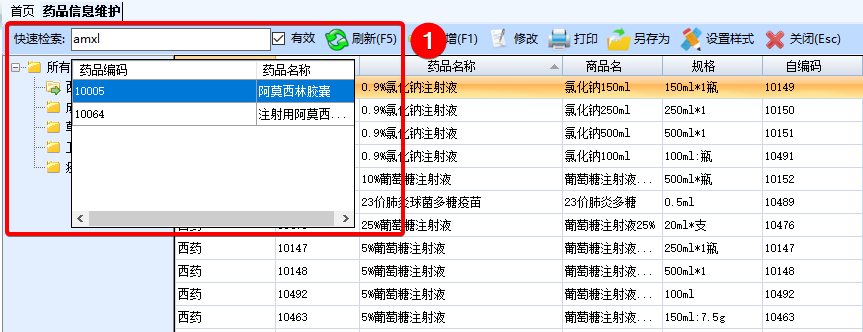 首页 药品信息维护
快速检索: amxl 有效 刷新(F5) 1 增(F1) 修改 打印 另存为 设置样式 关闭(Esc)
所有
药品编码 药品名称
10005 阿莫西林胶囊
10064 注射用阿莫西...
药品名称 商品名 规格 自编码
0.9%氯化钠注射液 氯化钠150ml 150ml*1瓶 10149
0.9%氯化钠注射液 氯化钠250ml 250ml*1 10150
0.9%氯化钠注射液 氯化钠500ml 500ml*1 10151
0.9%氯化钠注射液 氯化钠100ml 100ml:瓶 10491
10%葡萄糖注射液 葡萄糖注射液... 500ml*瓶 10152
23价肺炎球菌多糖疫苗 23价肺炎多糖 0.5ml 10489
25%葡萄糖注射液 葡萄糖注射液25% 20ml*支 10476
西药 10147 5%葡萄糖注射液 葡萄糖注射液... 250ml*1瓶 10147
西药 10148 5%葡萄糖注射液 葡萄糖注射液... 500ml*1 10148
西药 10492 5%葡萄糖注射液 葡萄糖注射液... 100ml 10492
西药 10463 5%葡萄糖注射液 葡萄糖注射液... 150ml:7.5g 10463